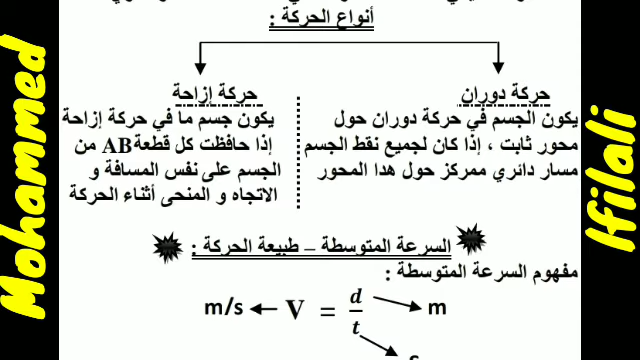 أنواع الحركة :
حركة دوران
يكون الجسم في حركة دوران حول
محور ثابت ، إذا كان لجميع نقط الجسم
مسار دائري ممركز حول هدا المحور
حركة إزاحة
يكون جسم ما في حركة إزاحة
إذا حافظت كل قطعة AB من
الجسم على نفس المسافة و
الاتجاه و المنحى أثناء الحركة
السرعة المتوسطة – طبيعة الحركة :
مفهوم السرعة المتوسطة :
m/s ← V = d/t → m
Mohammed
Ifilali